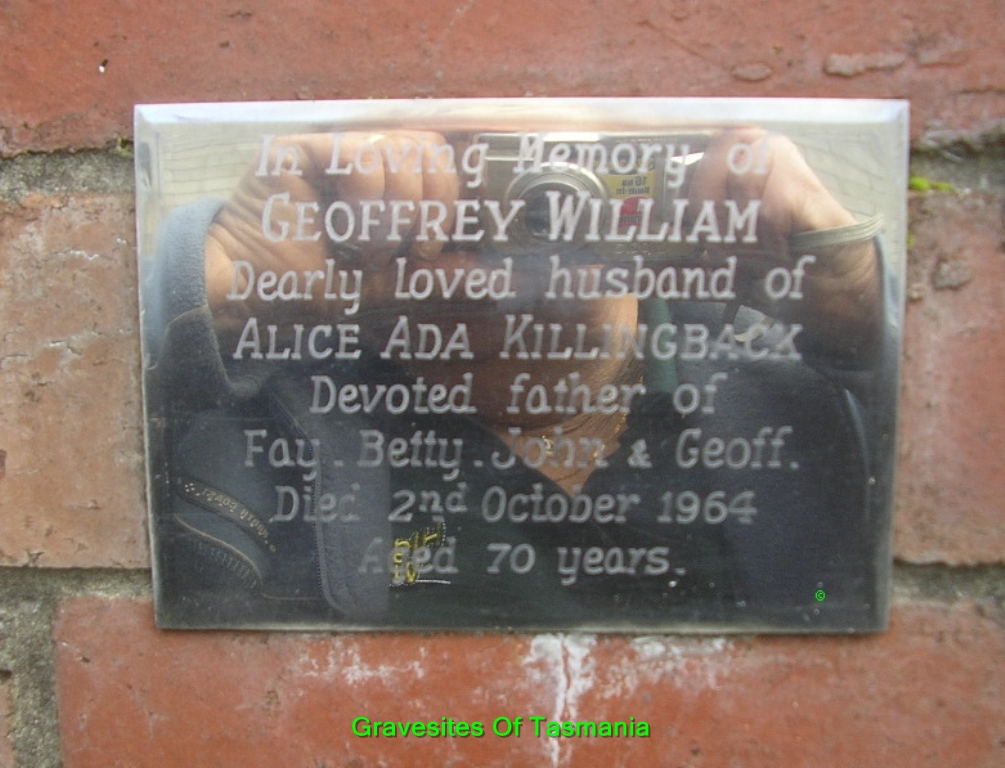 In Loving Memory of
GEOFFREY WILLIAM
Dearly loved husband of
ALICE ADA KILLINGBACK
Devoted father of
Fay. Betty. John & Geoff.
Died 2nd October 1964
Aged 70 years.
©
Gravesites Of Tasmania